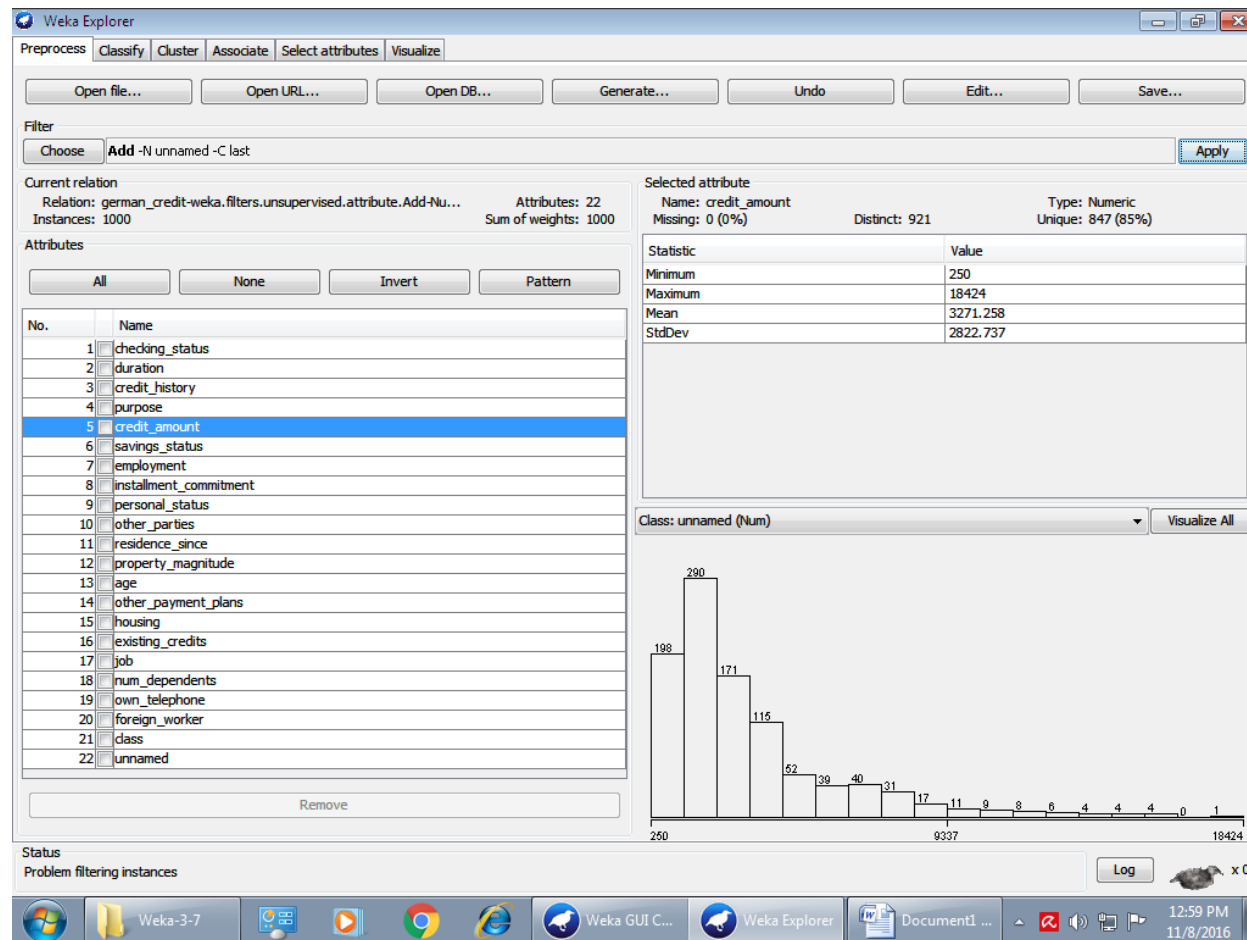 Weka Explorer
Preprocess Classify Cluster Associate Select attributes Visualize
Open file... Open URL... Open DB... Generate... Undo Edit... Save...
Filter
Choose Add -N unnamed -C last Apply
Current relation
Relation: german_credit-weka.filters.unsupervised.attribute.Add-Nu... Attributes: 22
Instances: 1000 Sum of weights: 1000
Selected attribute
Name: credit_amount Type: Numeric
Missing: 0 (0%) Distinct: 921 Unique: 847 (85%)
Attributes
All None Invert Pattern
No. Name
1 checking_status
2 duration
3 credit_history
4 purpose
5 credit_amount
6 savings_status
7 employment
8 installment_commitment
9 personal_status
10 other_parties
11 residence_since
12 property_magnitude
13 age
14 other_payment_plans
15 housing
16 existing_credits
17 job
18 num_dependents
19 own_telephone
20 foreign_worker
21 class
22 unnamed
Remove
Statistic Value
Minimum 250
Maximum 18424
Mean 3271.258
StdDev 2822.737
Class: unnamed (Num) Visualize All
198 290 171 115 52 39 40 31 17 11 9 8 6 4 4 4 0 1
250 9337 18424
Status
Problem filtering instances
Log x 0
Weka-3-7 Weka GUI C... Weka Explorer Document1 ... 12:59 PM
11/8/2016